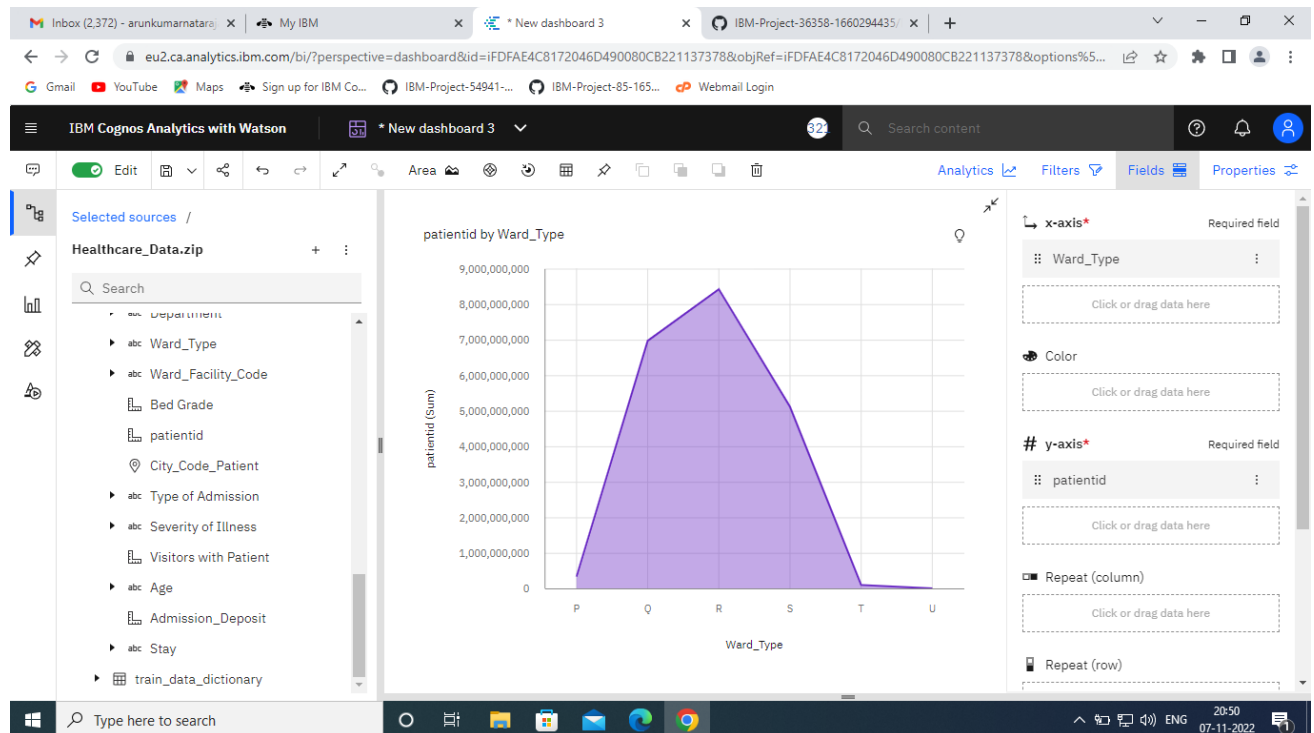 Inbox (2,372) - arunkumarnataraj
My IBM
* New dashboard 3
IBM-Project-36358-1660294435/
eu2.ca.analytics.ibm.com/bi/?perspective=dashboard&id=iFDFAE4C8172046D490080CB221137378&objRef=iFDFAE4C8172046D490080CB221137378&options%5...
Gmail
YouTube
Maps
Sign up for IBM Co...
IBM-Project-54941-...
IBM-Project-85-165...
Webmail Login
IBM Cognos Analytics with Watson
* New dashboard 3
321
Search content
Edit
Area
Analytics
Filters
Fields
Properties
Selected sources /
Healthcare_Data.zip
Search
abc Department
abc Ward_Type
abc Ward_Facility_Code
Bed Grade
patientid
City_Code_Patient
abc Type of Admission
abc Severity of Illness
Visitors with Patient
abc Age
Admission_Deposit
abc Stay
train_data_dictionary
patientid by Ward_Type
patientid (Sum)
9,000,000,000
8,000,000,000
7,000,000,000
6,000,000,000
5,000,000,000
4,000,000,000
3,000,000,000
2,000,000,000
1,000,000,000
0
P Q R S T U
Ward_Type
x-axis* Required field
Ward_Type
Click or drag data here
Color
Click or drag data here
# y-axis* Required field
patientid
Click or drag data here
Repeat (column)
Click or drag data here
Repeat (row)
Type here to search
ENG
20:50
07-11-2022
1